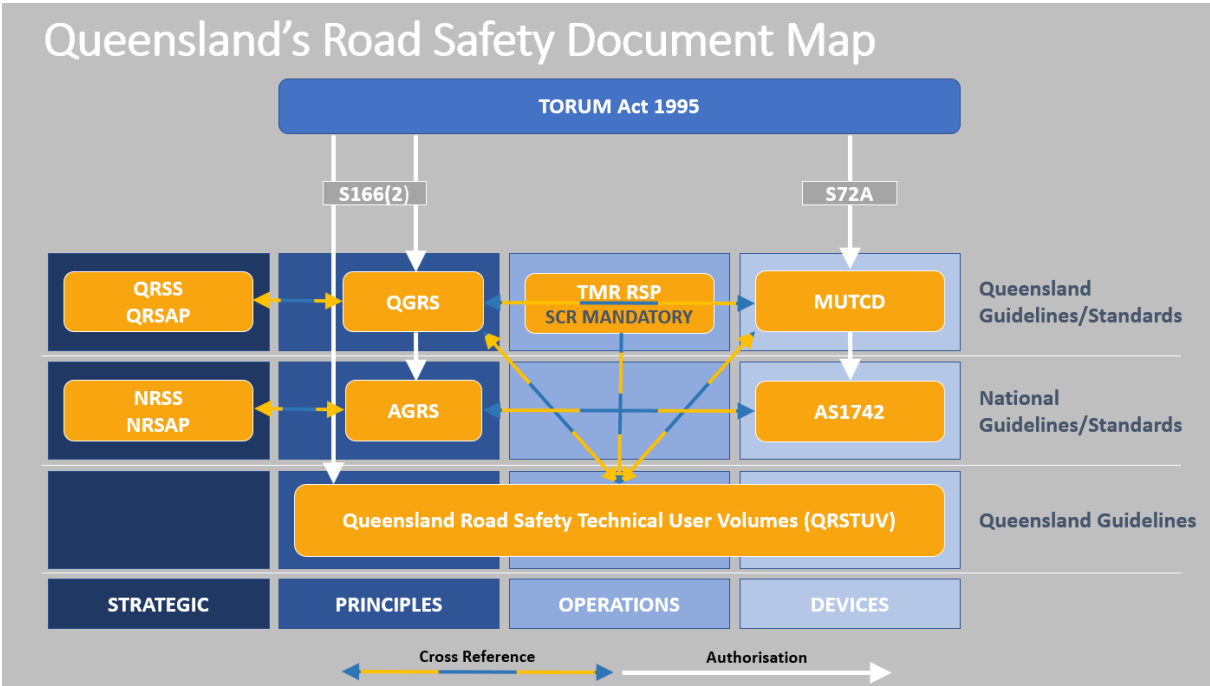 Queensland's Road Safety Document Map
TORUM Act 1995
S166(2)
S72A
QRSS
QRSAP
QGRS
TMR RSP
SCR MANDATORY
MUTCD
Queensland
Guidelines/Standards
NRSS
NRSAP
AGRS
AS1742
National
Guidelines/Standards
Queensland Road Safety Technical User Volumes (QRSTUV)
Queensland Guidelines
STRATEGIC
PRINCIPLES
OPERATIONS
DEVICES
Cross Reference
Authorisation